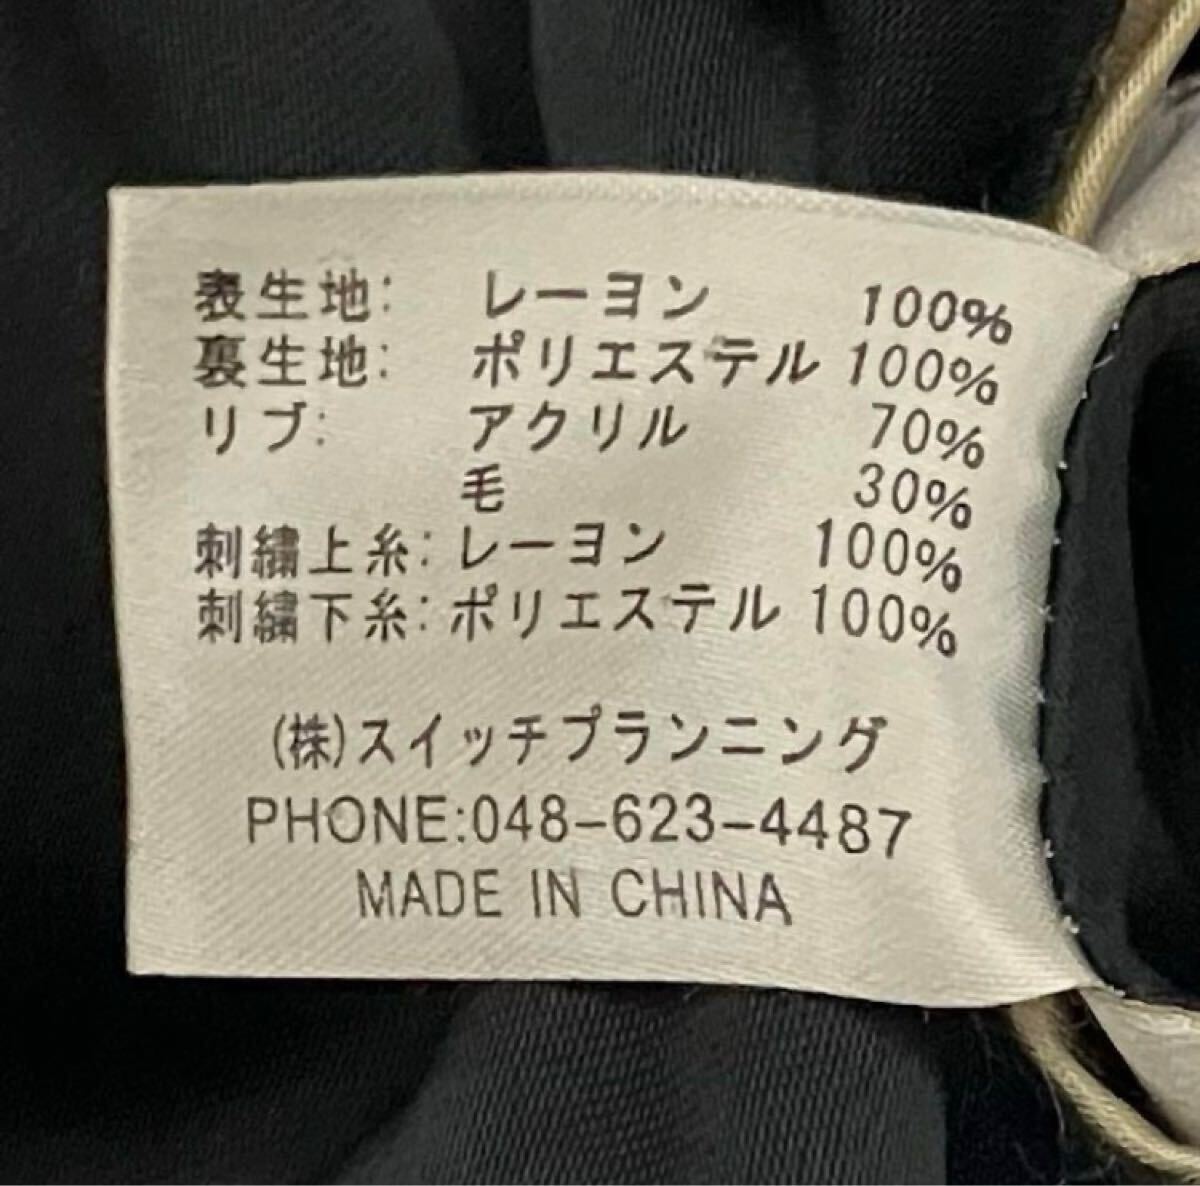 表生地: レーヨン 100%
裏生地: ポリエステル 100%
リブ: アクリル 70%
毛 30%
刺繍上糸: レーヨン 100%
刺繍下糸: ポリエステル 100%
(株)スイッチプランニング
PHONE:048-623-4487
MADE IN CHINA